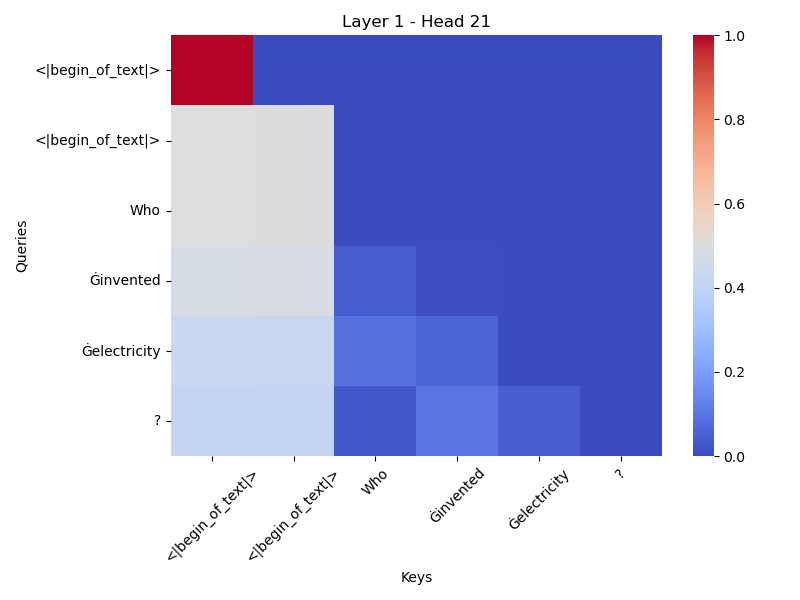 Layer 1 - Head 21
<|begin_of_text|>
<|begin_of_text|>
Who
Ġinvented
Ġelectricity
?
Queries
<|begin_of_text|>
<|begin_of_text|>
Who
Ġinvented
Ġelectricity
?
Keys
1.0
0.8
0.6
0.4
0.2
0.0